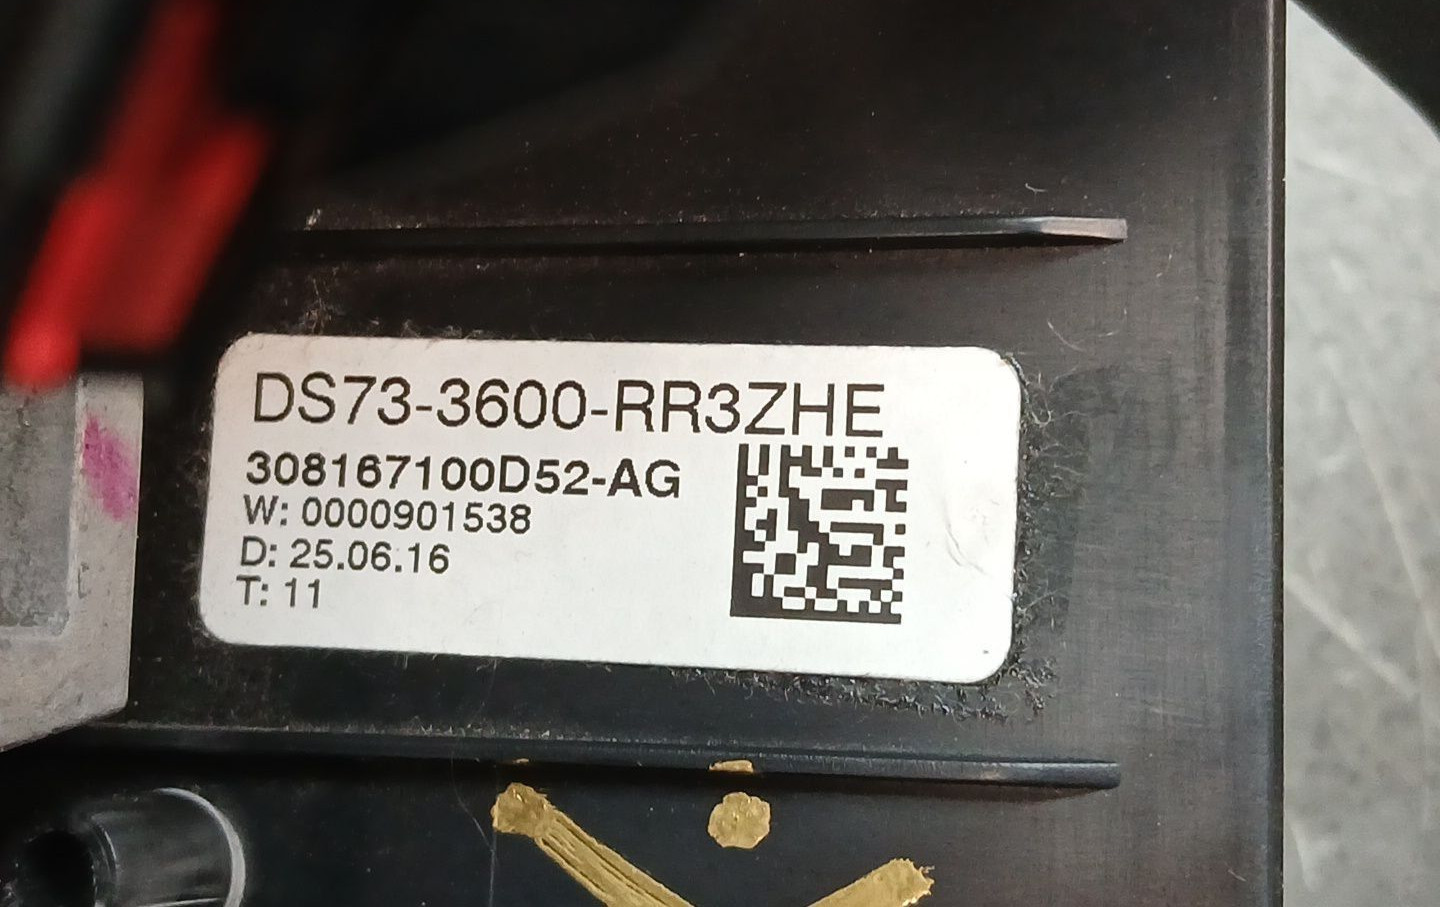 DS73-3600-RR3ZHE
308167100D52-AG
W: 0000901538
D: 25.06.16
T: 11